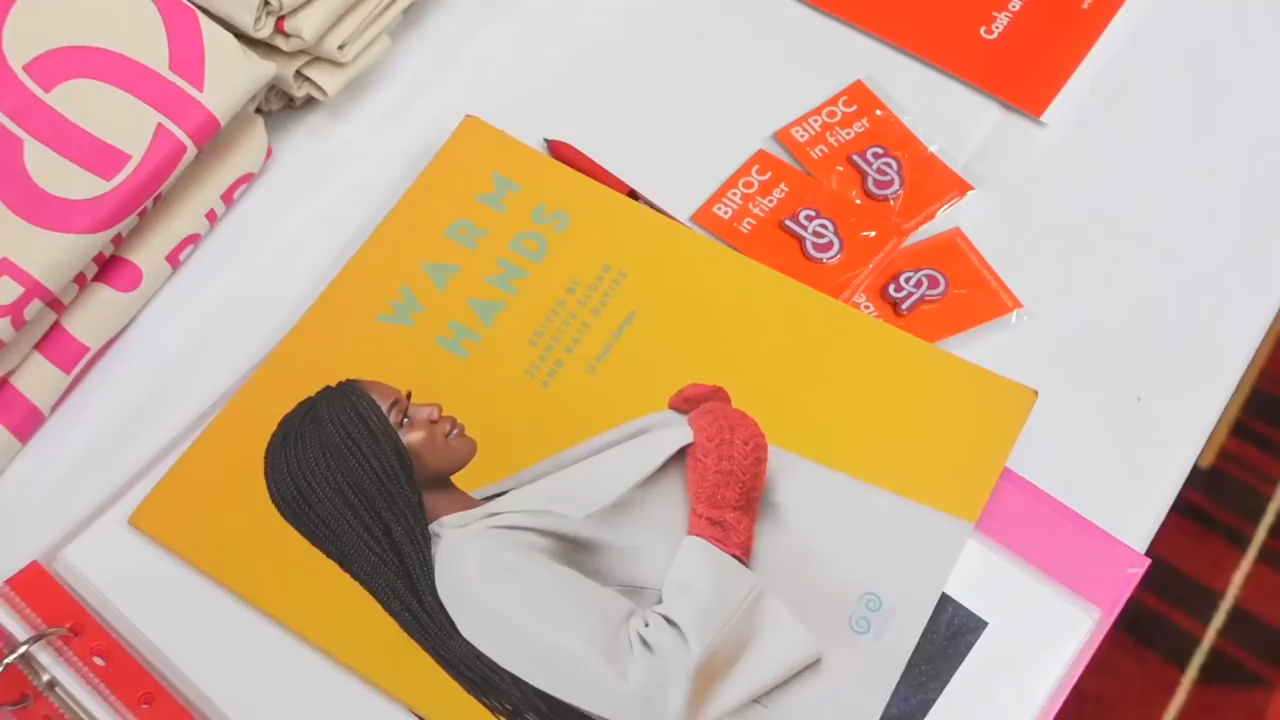 WARM
HANDS
EDITED BY
JEANETTE SLOAN
AND KATE DAVIES
BIPOC
in fiber
BIPOC
in fiber
Cash